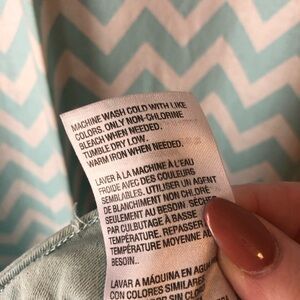 MACHINE WASH COLD WITH LIKE
COLORS. ONLY NON-CHLORINE
BLEACH WHEN NEEDED.
TUMBLE DRY LOW.
WARM IRON WHEN NEEDED.
LAVER À LA MACHINE À L'EAU
FROIDE AVEC DES COULEURS
SEMBLABLES. UTILISER UN AGENT
DE BLANCHIMENT NON CHLORÉ
SEULEMENT AU BESOIN. SÉCHER
PAR CULBUTAGE À BASSE
TEMPÉRATURE. REPASSER
TEMPÉRATURE MOYENNE AU
BESOIN..
LAVAR A MÁQUINA EN AGUA
CON COLORES SIMILARES